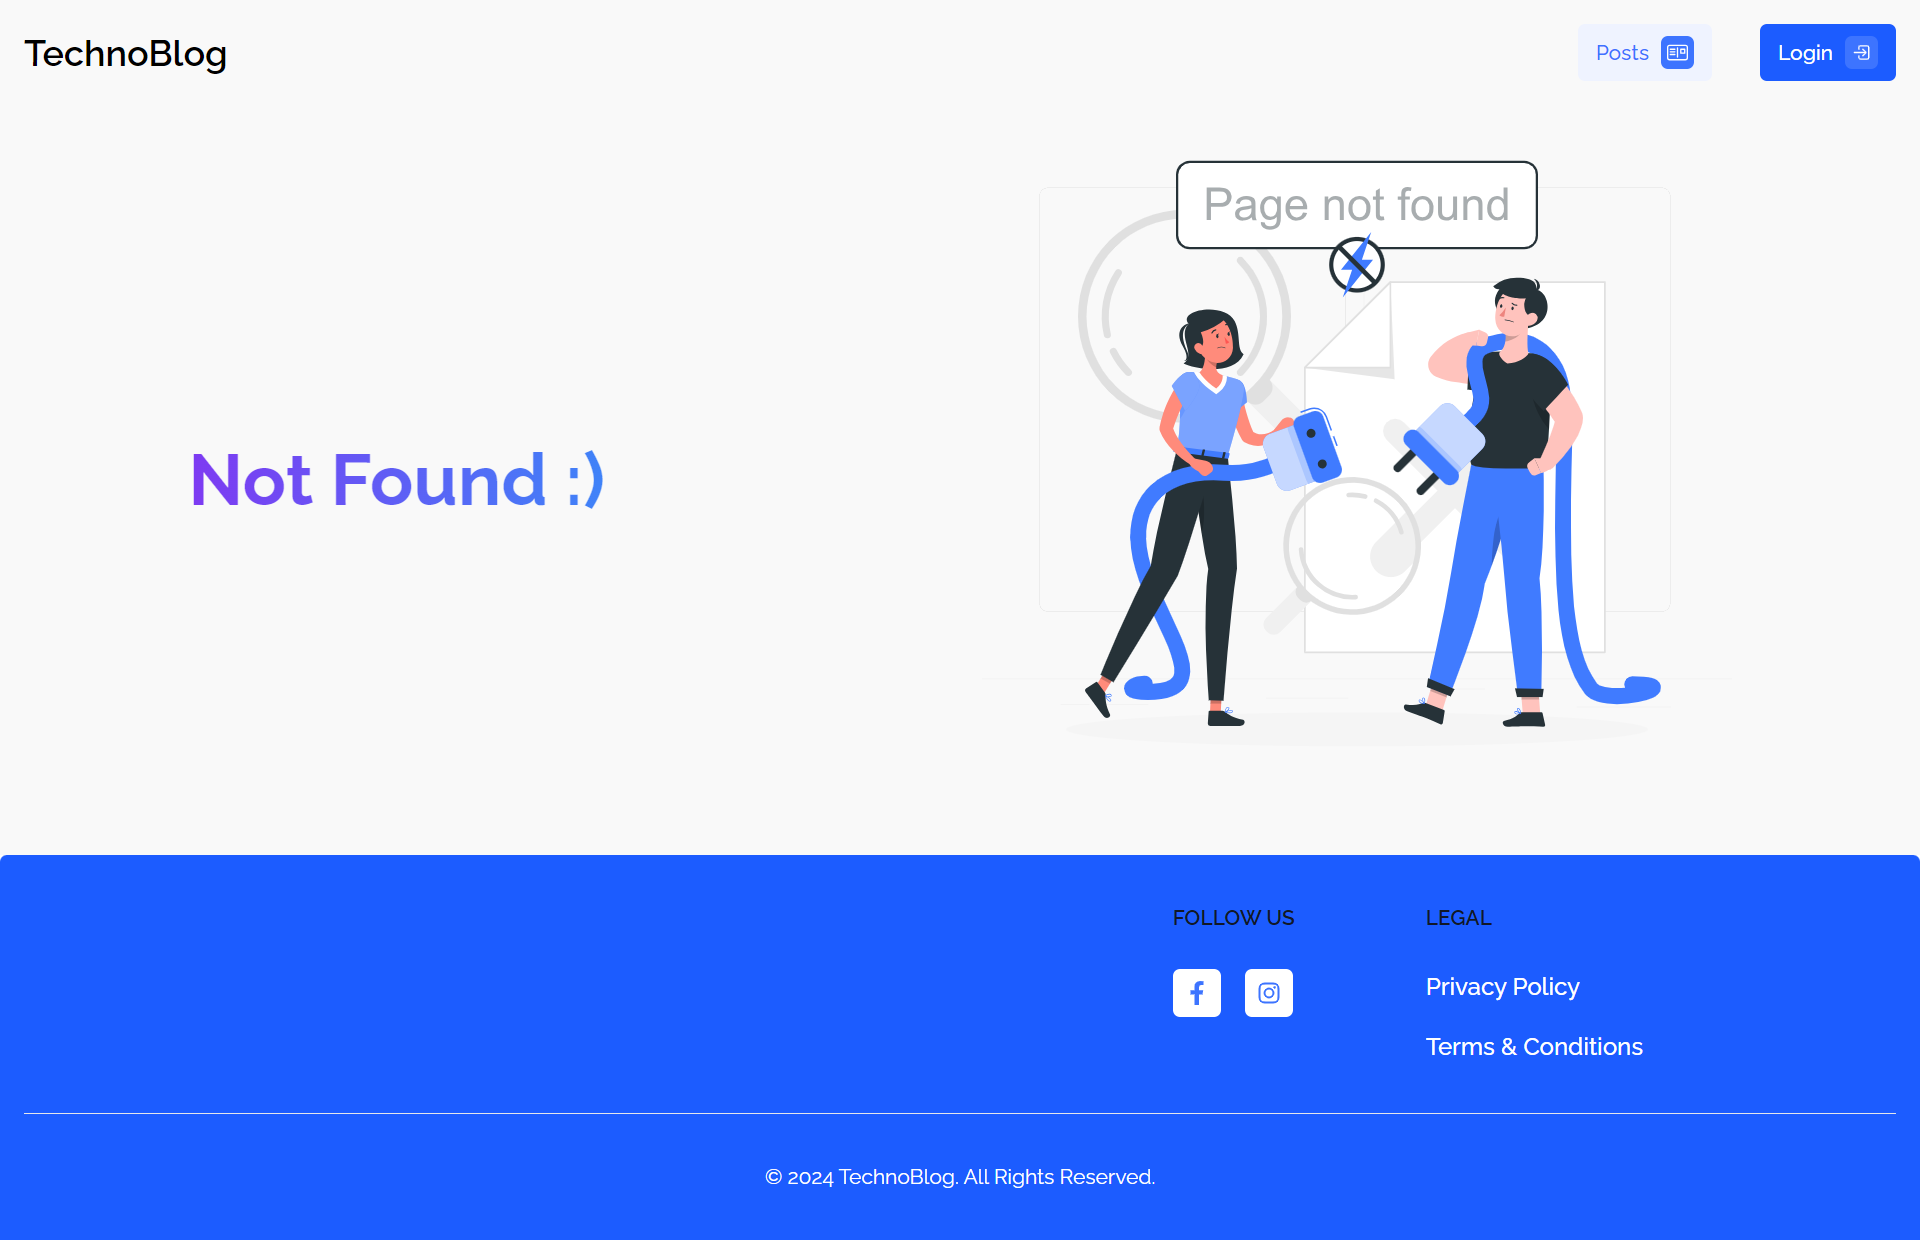 TechnoBlog
Posts
Login
Page not found
Not Found :)
FOLLOW US
LEGAL
Privacy Policy
Terms & Conditions
© 2024 TechnoBlog. All Rights Reserved.